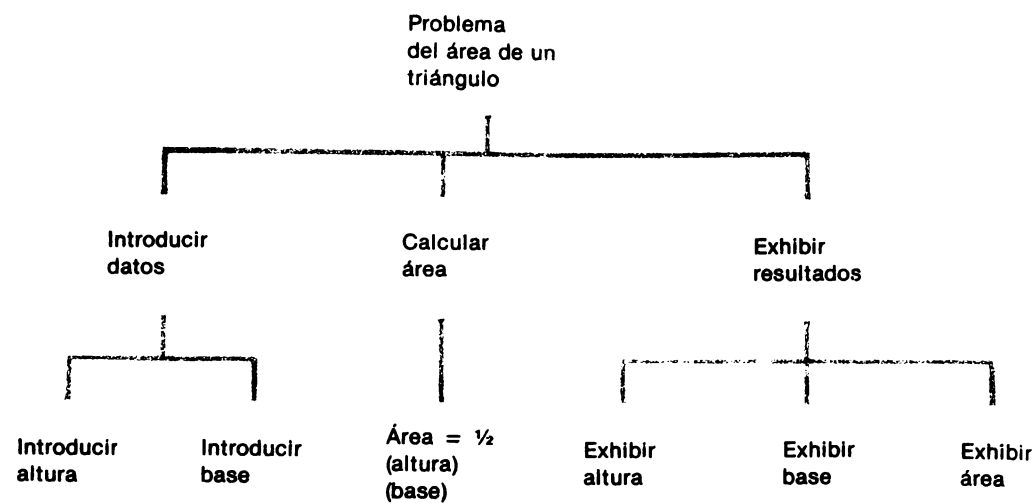 Problema
del área de un
triángulo
Introducir
datos
Calcular
área
Exhibir
resultados
Introducir
altura
Introducir
base
Área = ½
(altura)
(base)
Exhibir
altura
Exhibir
base
Exhibir
área